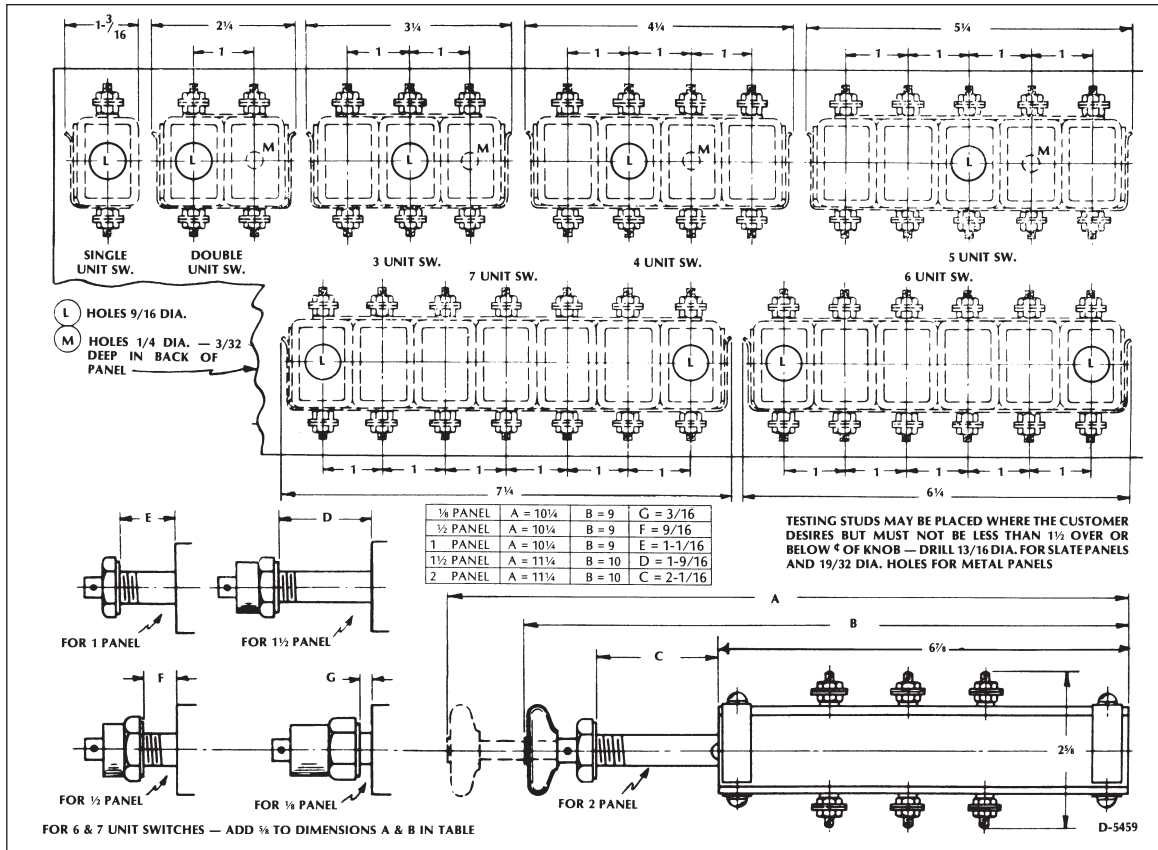 1-3/16
2¼
3¼
4¼
5¼
1
1 1
1 1 1
1 1 1 1
L
L M
L M
L M
L M
SINGLE
UNIT SW.
DOUBLE
UNIT SW.
3 UNIT SW.
4 UNIT SW.
5 UNIT SW.
7 UNIT SW.
6 UNIT SW.
L HOLES 9/16 DIA.
M HOLES 1/4 DIA. — 3/32
DEEP IN BACK OF
PANEL
L L
L L
1 1 1 1 1 1
1 1 1 1 1
7¼
6¼
⅛ PANEL A = 10¼ B = 9 G = 3/16
½ PANEL A = 10¼ B = 9 F = 9/16
1 PANEL A = 10¼ B = 9 E = 1-1/16
1½ PANEL A = 11¼ B = 10 D = 1-9/16
2 PANEL A = 11¼ B = 10 C = 2-1/16
TESTING STUDS MAY BE PLACED WHERE THE CUSTOMER
DESIRES BUT MUST NOT BE LESS THAN 1½ OVER OR
BELOW ¢ OF KNOB — DRILL 13/16 DIA. FOR SLATE PANELS
AND 19/32 DIA. HOLES FOR METAL PANELS
E
D
FOR 1 PANEL
FOR 1½ PANEL
A
B
C
6⅞
F
G
2⅝
FOR ½ PANEL
FOR ⅛ PANEL
FOR 2 PANEL
FOR 6 & 7 UNIT SWITCHES — ADD ⅝ TO DIMENSIONS A & B IN TABLE
D-5459